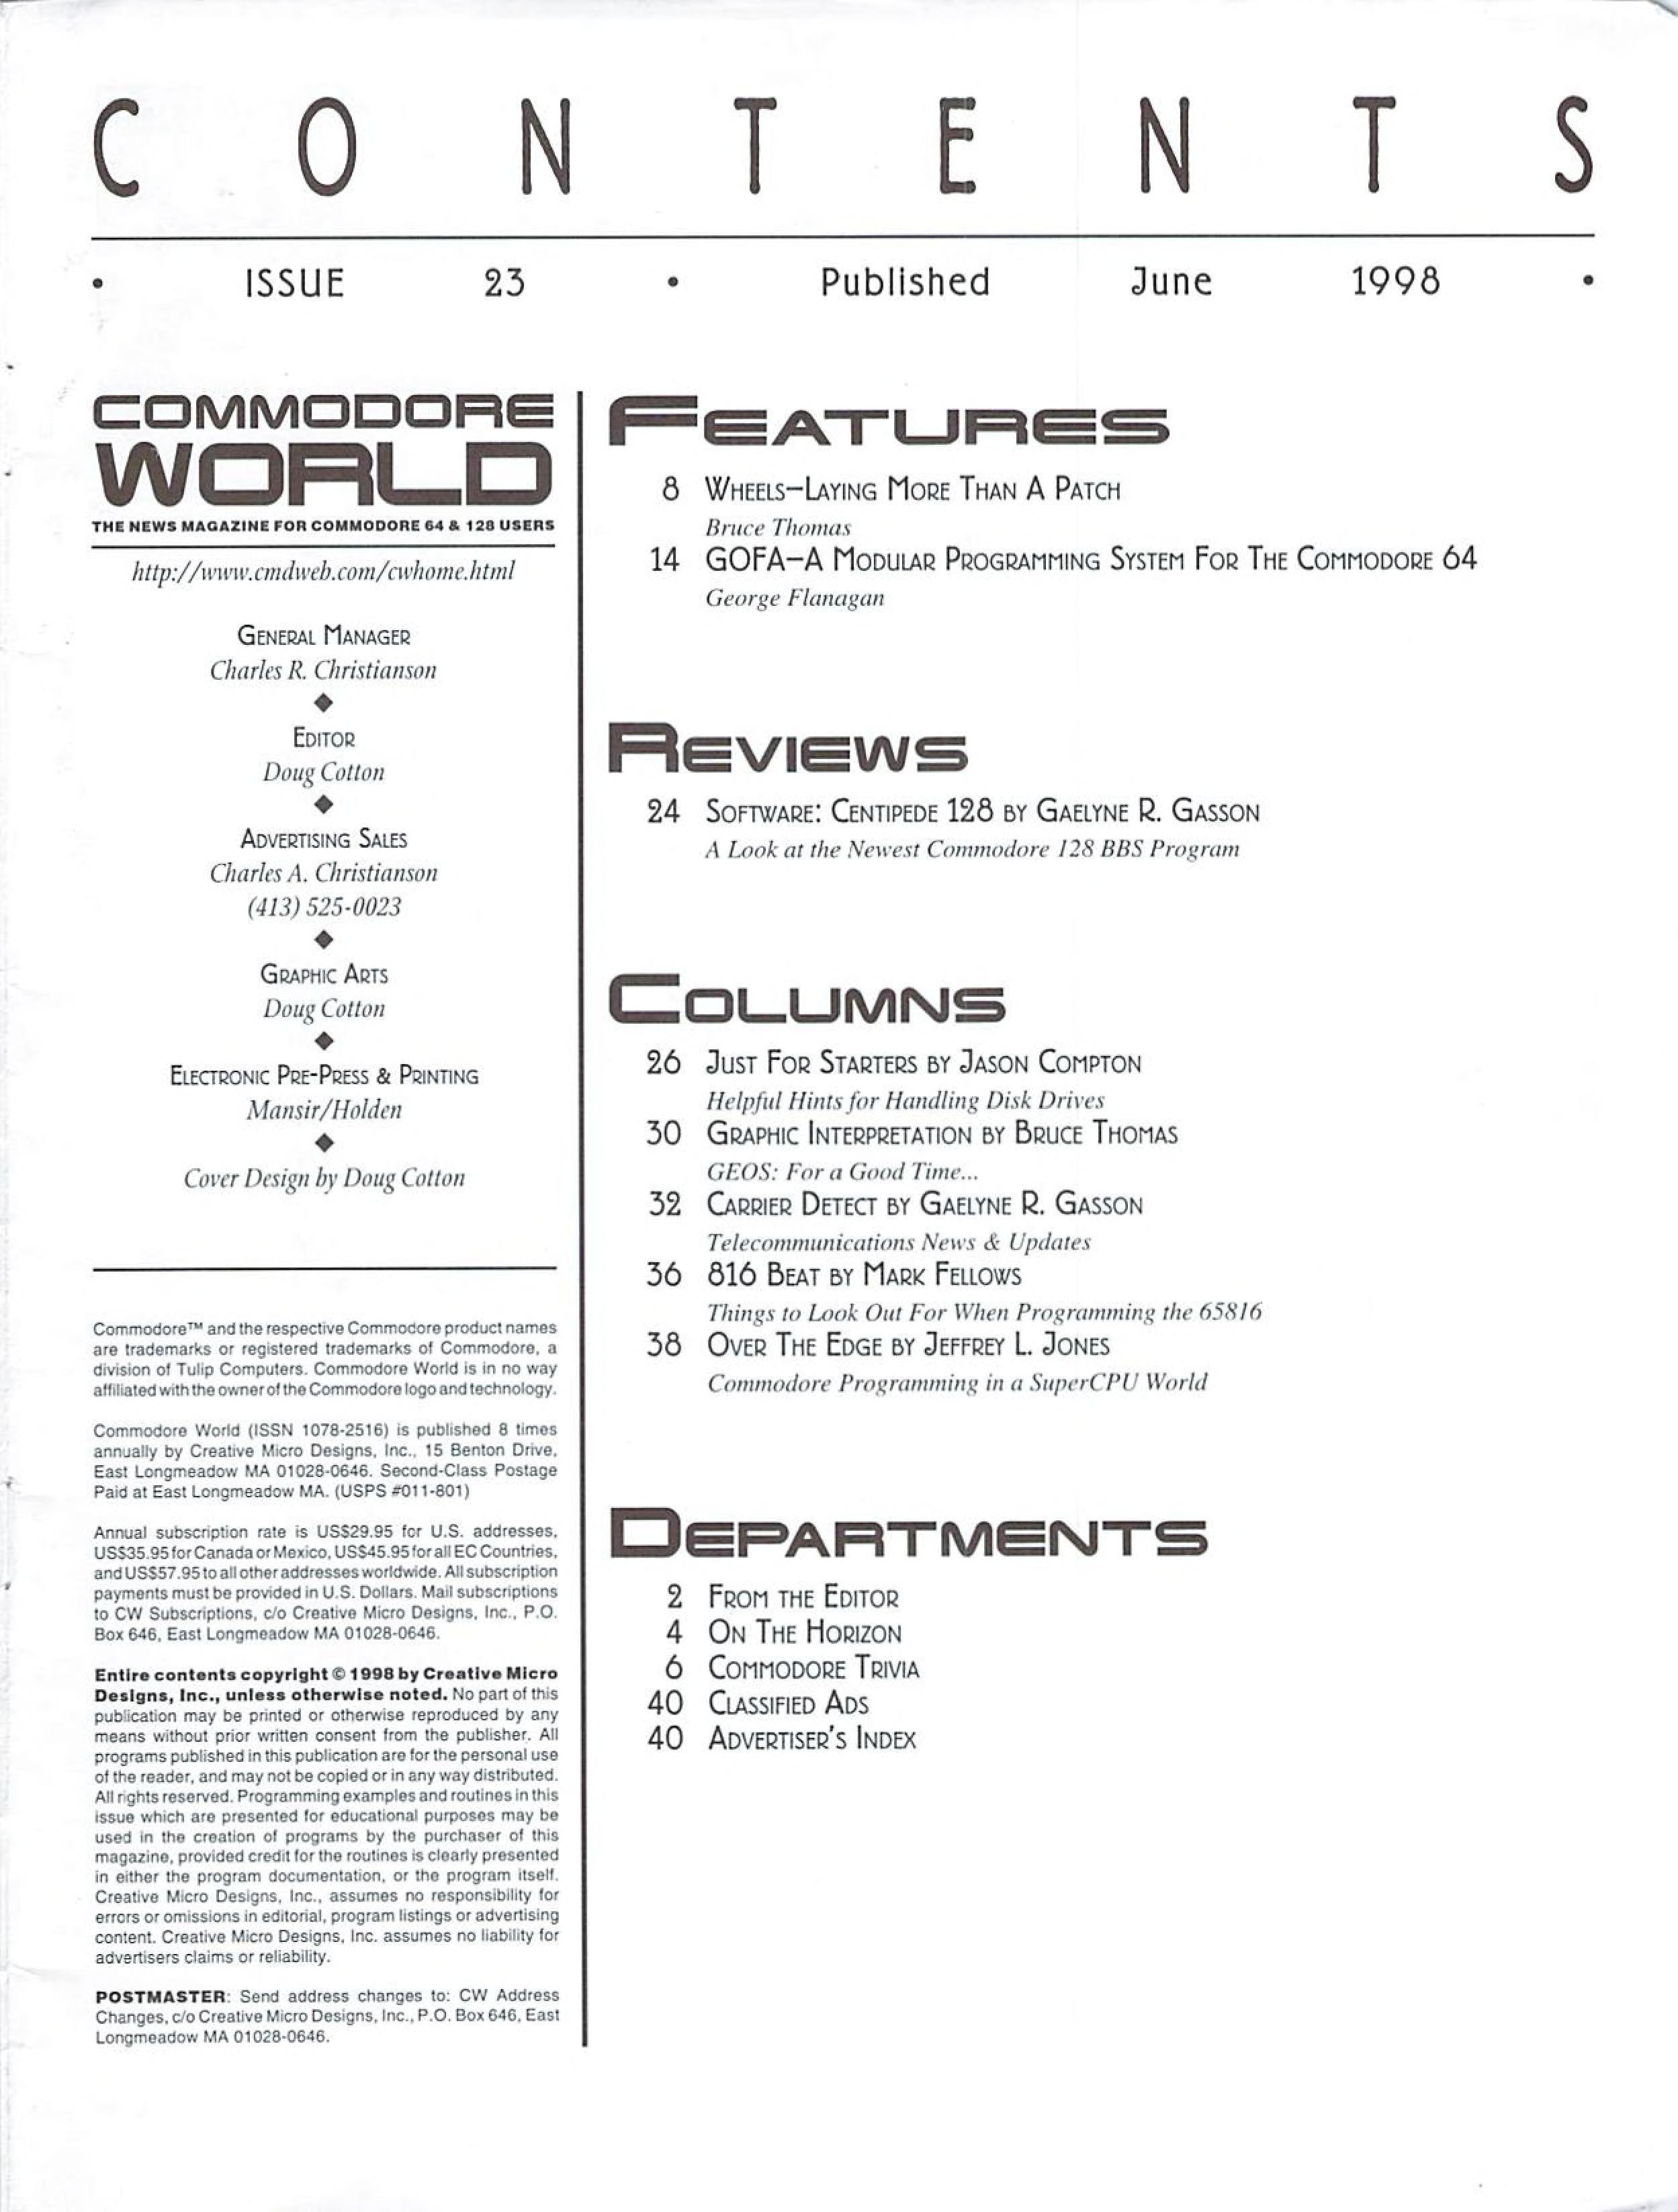 CONTENTS
• ISSUE 23 • Published June 1998 •
COMMODORE
WORLD
THE NEWS MAGAZINE FOR COMMODORE 64 & 128 USERS
http://www.cmdweb.com/cwhome.html
GENERAL MANAGER
Charles R. Christianson
◆
EDITOR
Doug Cotton
◆
ADVERTISING SALES
Charles A. Christianson
(413) 525-0023
◆
GRAPHIC ARTS
Doug Cotton
◆
ELECTRONIC PRE-PRESS & PRINTING
Mansir/Holden
◆
Cover Design by Doug Cotton
Commodore™ and the respective Commodore product names
are trademarks or registered trademarks of Commodore, a
division of Tulip Computers. Commodore World is in no way
affiliated with the owner of the Commodore logo and technology.
Commodore World (ISSN 1078-2516) is published 8 times
annually by Creative Micro Designs, Inc., 15 Benton Drive,
East Longmeadow MA 01028-0646. Second-Class Postage
Paid at East Longmeadow MA. (USPS #011-801)
Annual subscription rate is US$29.95 for U.S. addresses,
US$35.95 for Canada or Mexico, US$45.95 for all EC Countries,
and US$57.95 to all other addresses worldwide. All subscription
payments must be provided in U.S. Dollars. Mail subscriptions
to CW Subscriptions, c/o Creative Micro Designs, Inc., P.O.
Box 646, East Longmeadow MA 01028-0646.
Entire contents copyright © 1998 by Creative Micro
Designs, Inc., unless otherwise noted. No part of this
publication may be printed or otherwise reproduced by any
means without prior written consent from the publisher. All
programs published in this publication are for the personal use
of the reader, and may not be copied or in any way distributed.
All rights reserved. Programming examples and routines in this
issue which are presented for educational purposes may be
used in the creation of programs by the purchaser of this
magazine, provided credit for the routines is clearly presented
in either the program documentation, or the program itself.
Creative Micro Designs, Inc., assumes no responsibility for
errors or omissions in editorial, program listings or advertising
content. Creative Micro Designs, Inc. assumes no liability for
advertisers claims or reliability.
POSTMASTER: Send address changes to: CW Address
Changes, c/o Creative Micro Designs, Inc., P.O. Box 646, East
Longmeadow MA 01028-0646.
FEATURES
8 WHEELS–LAYING MORE THAN A PATCH
Bruce Thomas
14 GOFA–A MODULAR PROGRAMMING SYSTEM FOR THE COMMODORE 64
George Flanagan
REVIEWS
24 SOFTWARE: CENTIPEDE 128 BY GAELYNE R. GASSON
A Look at the Newest Commodore 128 BBS Program
COLUMNS
26 JUST FOR STARTERS BY JASON COMPTON
Helpful Hints for Handling Disk Drives
30 GRAPHIC INTERPRETATION BY BRUCE THOMAS
GEOS: For a Good Time...
32 CARRIER DETECT BY GAELYNE R. GASSON
Telecommunications News & Updates
36 816 BEAT BY MARK FELLOWS
Things to Look Out For When Programming the 65816
38 OVER THE EDGE BY JEFFREY L. JONES
Commodore Programming in a SuperCPU World
DEPARTMENTS
2 FROM THE EDITOR
4 ON THE HORIZON
6 COMMODORE TRIVIA
40 CLASSIFIED ADS
40 ADVERTISER'S INDEX